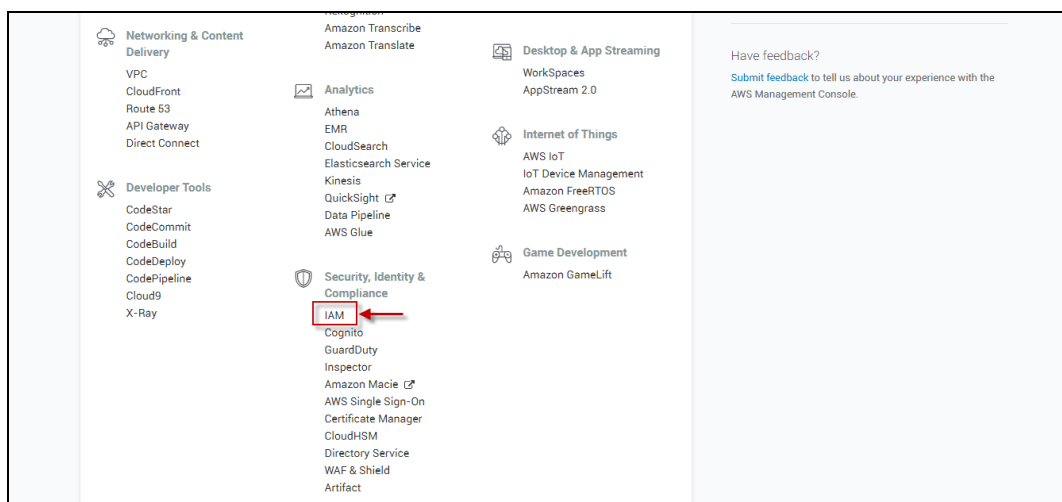 Networking & Content
Delivery
VPC
CloudFront
Route 53
API Gateway
Direct Connect
Developer Tools
CodeStar
CodeCommit
CodeBuild
CodeDeploy
CodePipeline
Cloud9
X-Ray
Amazon Transcribe
Amazon Translate
Analytics
Athena
EMR
CloudSearch
Elasticsearch Service
Kinesis
QuickSight
Data Pipeline
AWS Glue
Security, Identity &
Compliance
IAM
Cognito
GuardDuty
Inspector
Amazon Macie
AWS Single Sign-On
Certificate Manager
CloudHSM
Directory Service
WAF & Shield
Artifact
Desktop & App Streaming
WorkSpaces
AppStream 2.0
Internet of Things
AWS IoT
IoT Device Management
Amazon FreeRTOS
AWS Greengrass
Game Development
Amazon GameLift
Have feedback?
Submit feedback to tell us about your experience with the
AWS Management Console.